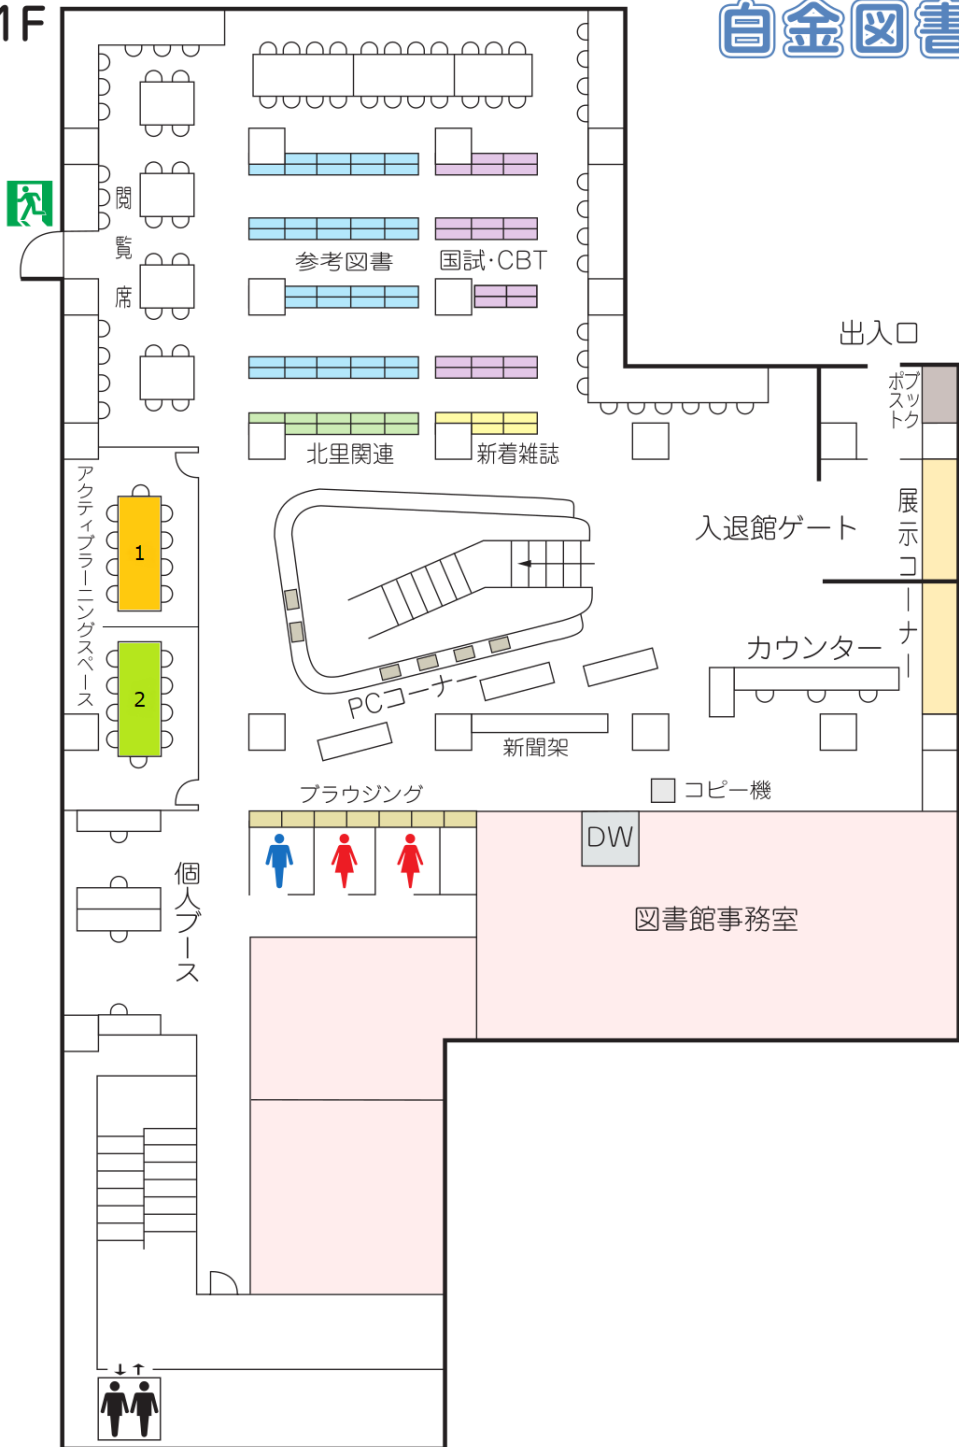 1F
白金図書
閲覧席
参考図書
国試・CBT
出入口
ブックポスト
北里関連
新着雑誌
アクティブラーニングスペース
1
入退館ゲート
展示コーナー
2
カウンター
PCコーナー
新聞架
ブラウジング
コピー機
DW
個人ブース
図書館事務室